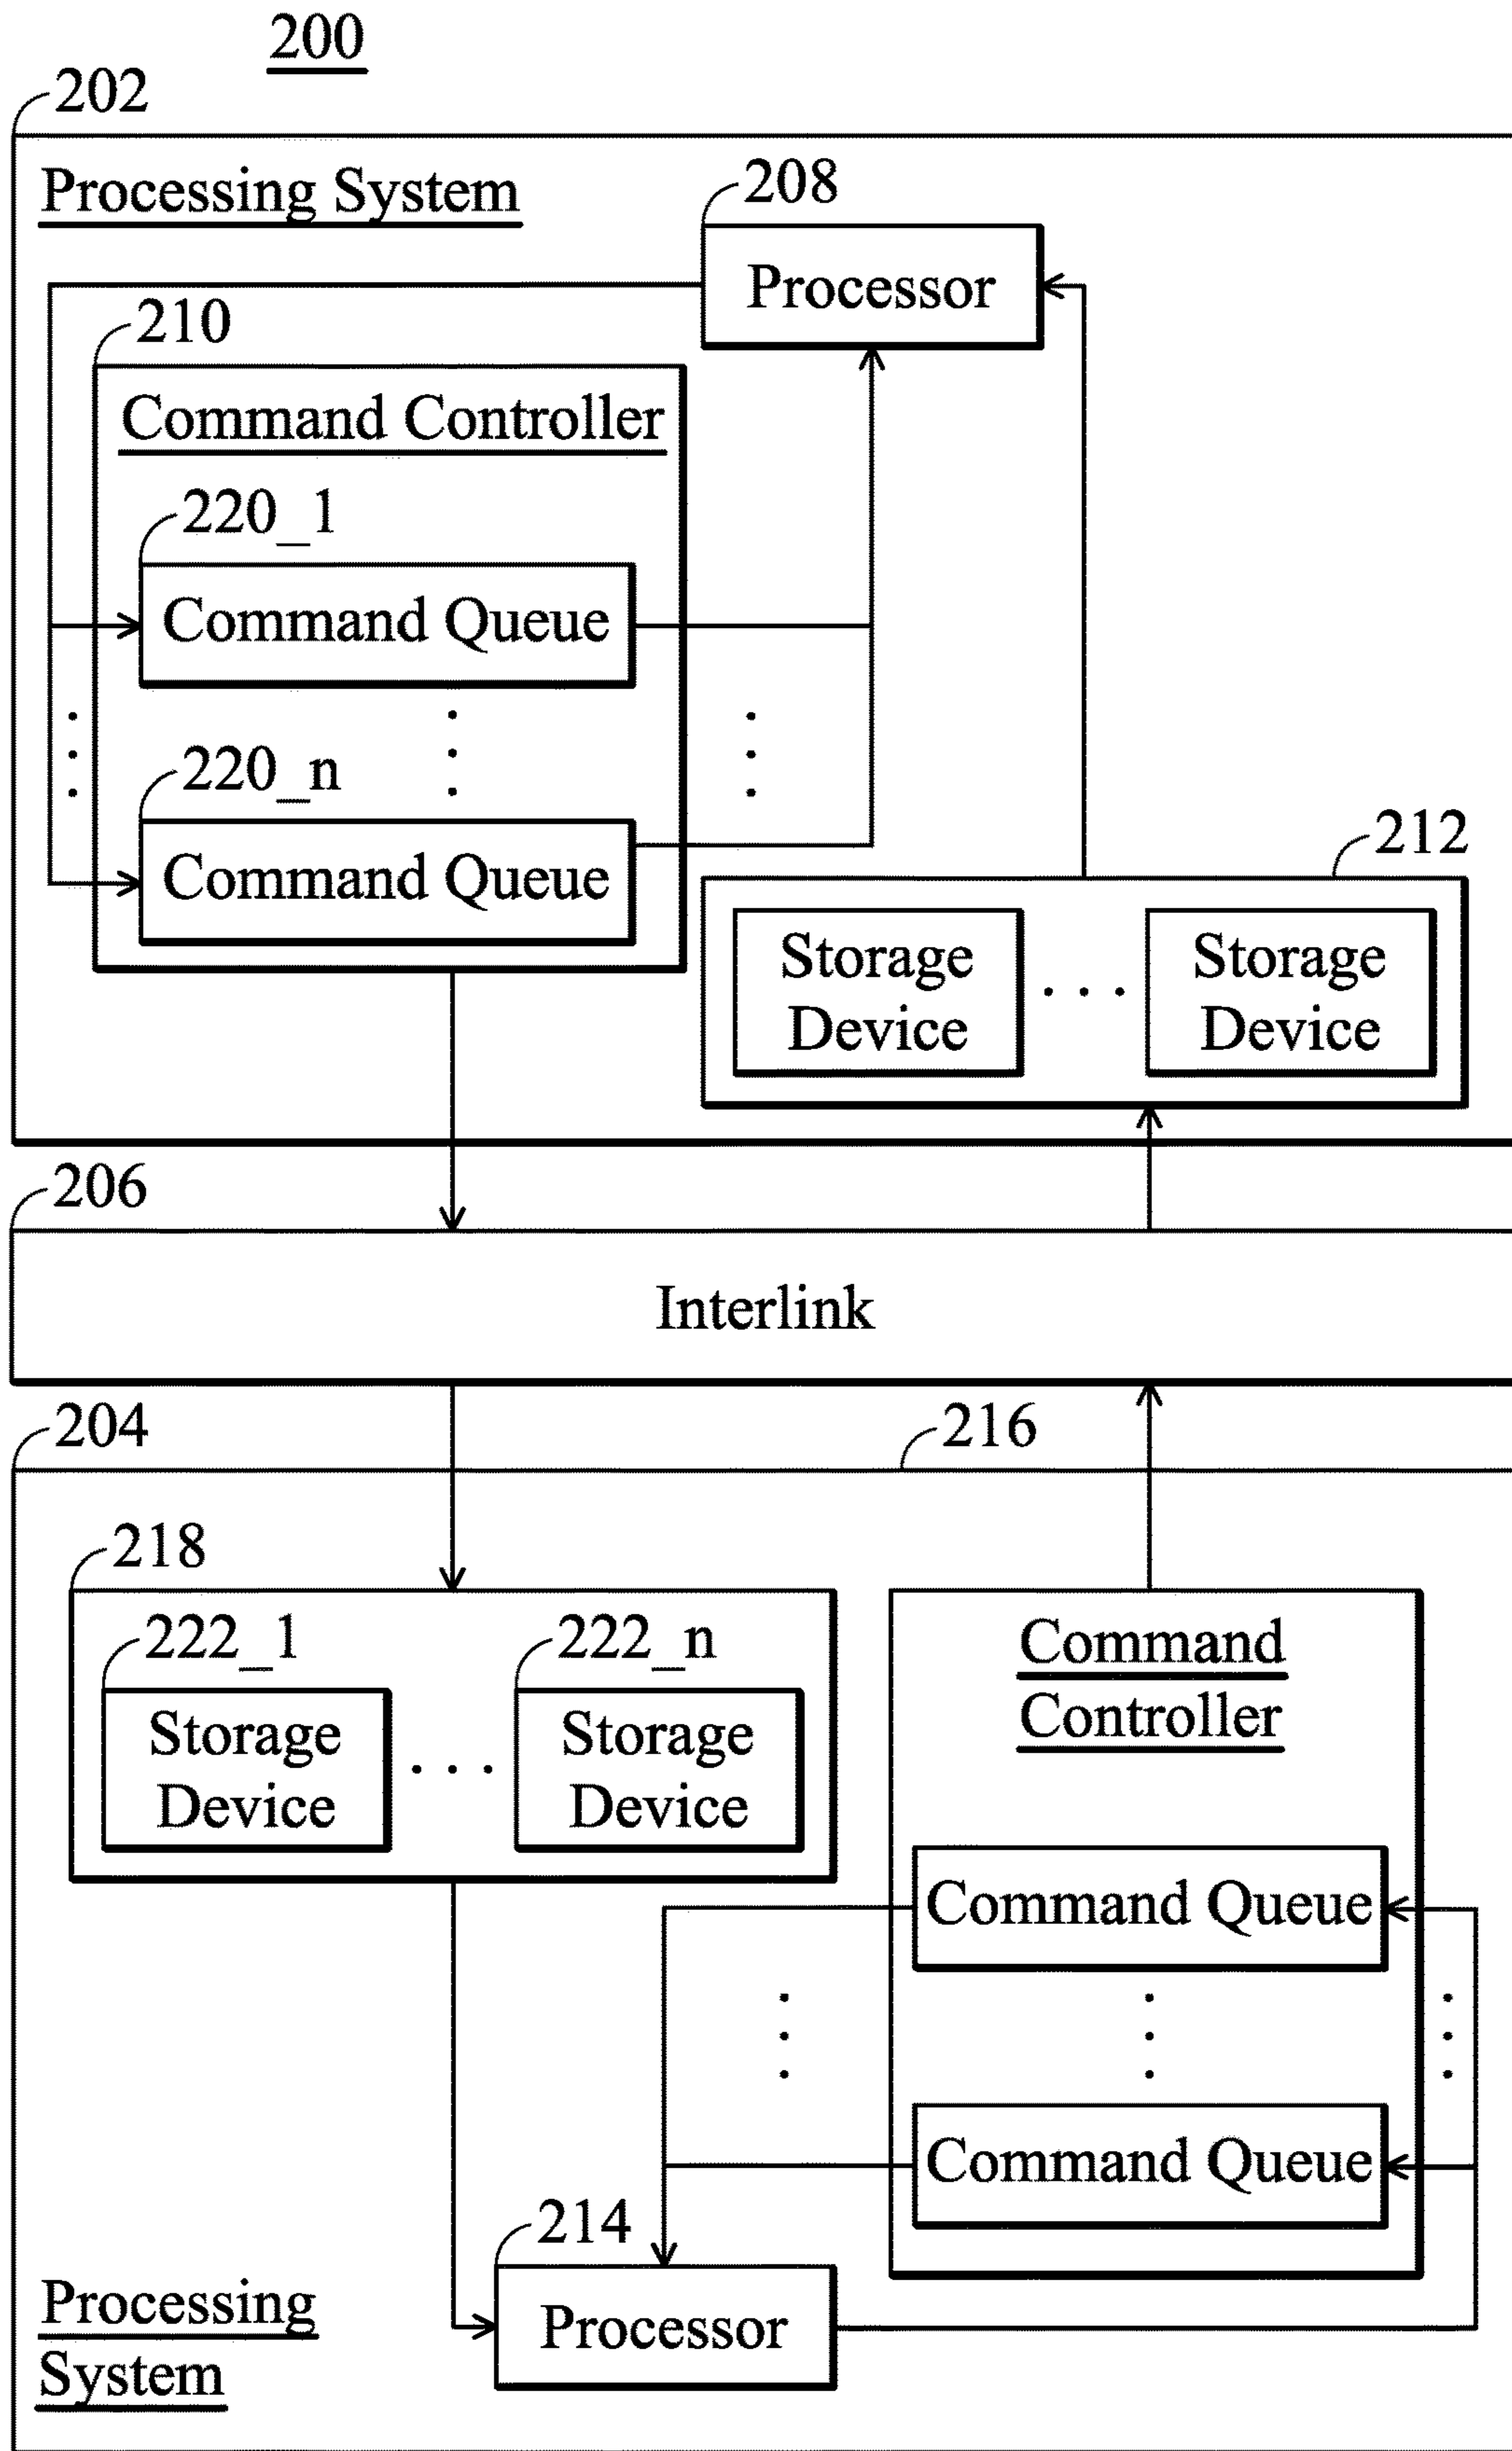 200
202
Processing System
208
Processor
210
Command Controller
220_1
Command Queue
220_n
Command Queue
212
Storage
Device
Storage
Device
206
Interlink
204
216
218
222_1
222_n
Storage
Device
Storage
Device
Command
Controller
Command Queue
Command Queue
214
Processor
Processing
System